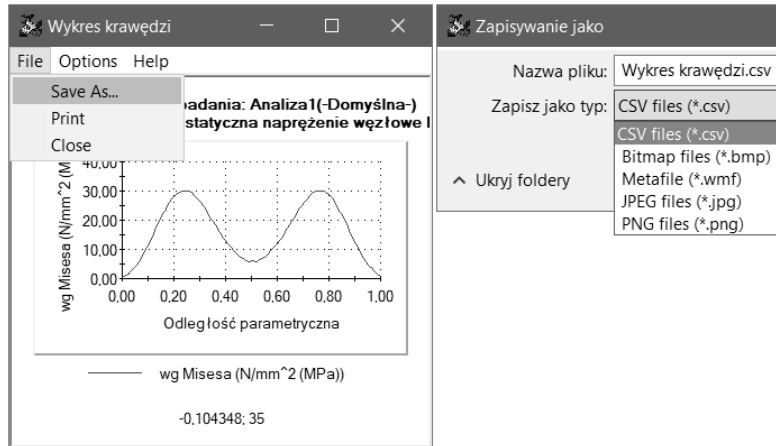 Wykres krawędzi
File Options Help
Save As...
Print
Close
badania: Analiza1(-Domyślna-)
statyczna naprężenie węzłowe
wg Misesa (N/mm^2 (M
40,00
30,00
20,00
10,00
0,00
0,00 0,20 0,40 0,60 0,80 1,00
Odległość parametryczna
wg Misesa (N/mm^2 (MPa))
-0,104348; 35
Zapisywanie jako
Nazwa pliku: Wykres krawędzi.csv
Zapisz jako typ: CSV files (*.csv)
CSV files (*.csv)
Bitmap files (*.bmp)
Metafile (*.wmf)
JPEG files (*.jpg)
PNG files (*.png)
Ukryj foldery